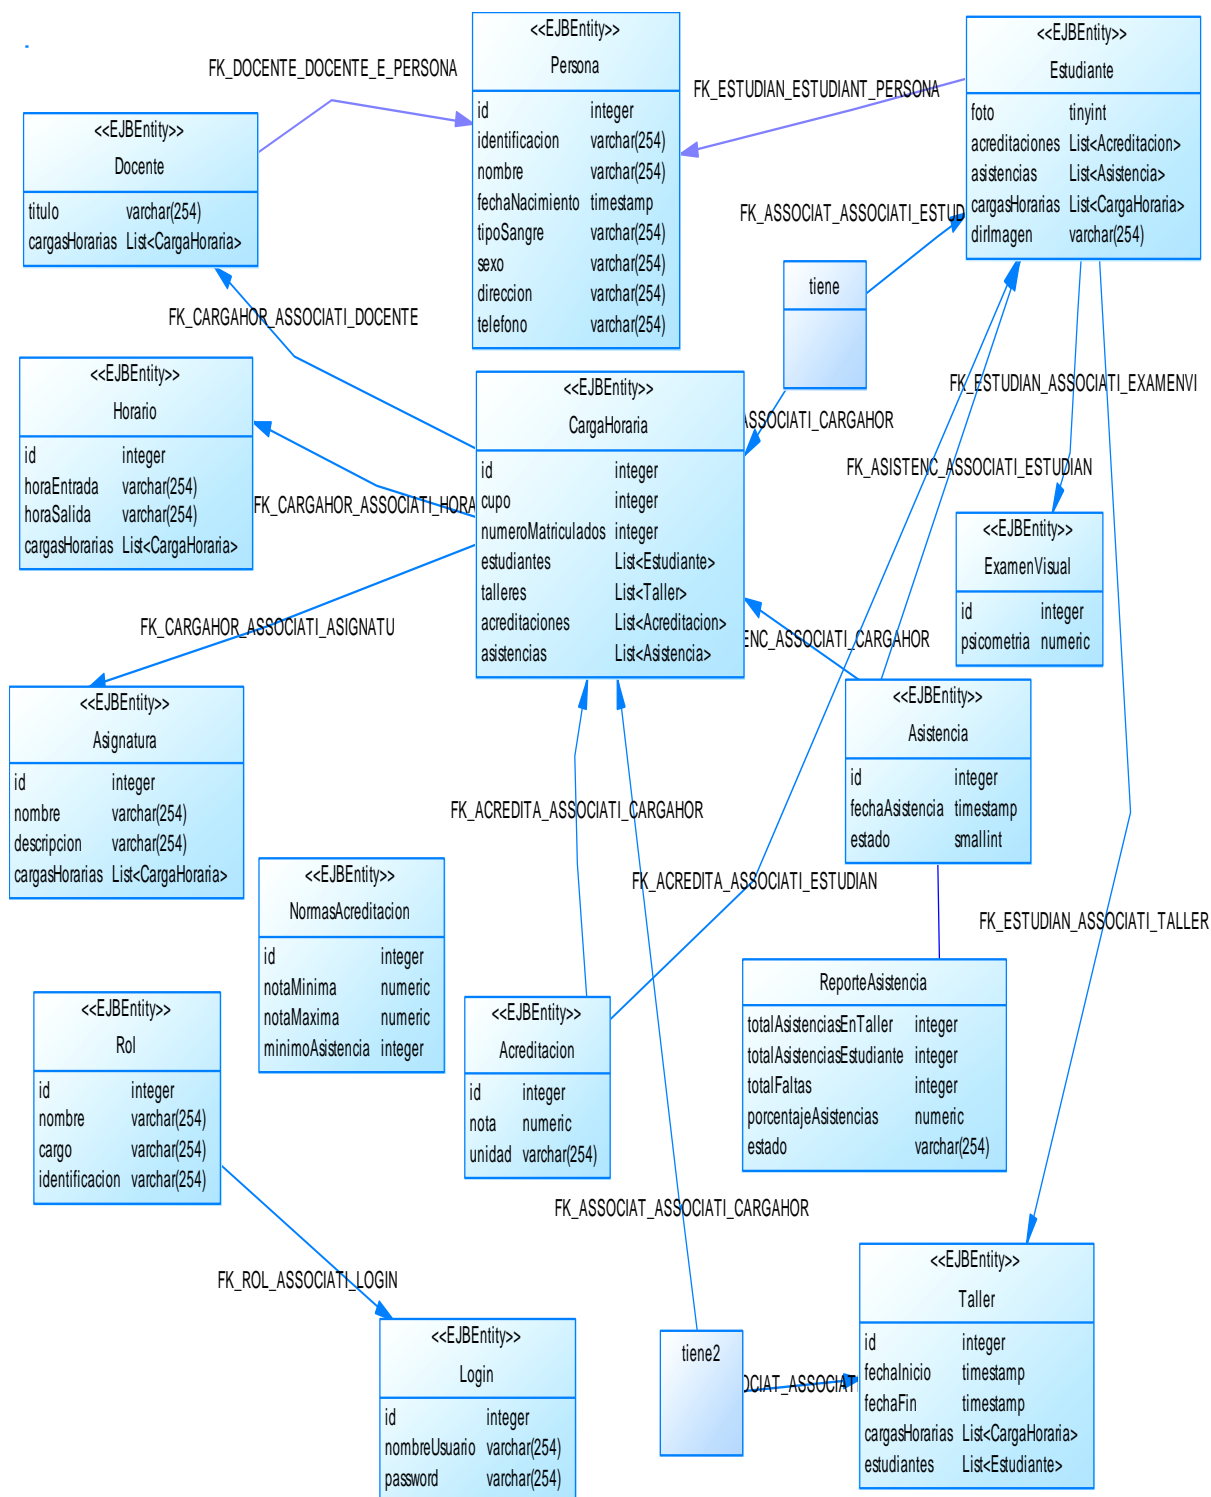 <<EJBEntity>>
Persona
id integer
identificacion varchar(254)
nombre varchar(254)
fechaNacimiento timestamp
tipoSangre varchar(254)
sexo varchar(254)
direccion varchar(254)
telefono varchar(254)
<<EJBEntity>>
Estudiante
foto tinyint
acreditaciones List<Acreditacion>
asistencias List<Asistencia>
cargasHorarias List<CargaHoraria>
dirImagen varchar(254)
FK_DOCENTE_DOCENTE_E_PERSONA
FK_ESTUDIAN_ESTUDIANT_PERSONA
<<EJBEntity>>
Docente
titulo varchar(254)
cargasHorarias List<CargaHoraria>
FK_ASSOCIAT_ASSOCIATI_ESTUD
tiene
FK_CARGAHOR_ASSOCIATI_DOCENTE
<<EJBEntity>>
Horario
id integer
horaEntrada varchar(254)
horaSalida varchar(254)
cargasHorarias List<CargaHoraria>
<<EJBEntity>>
CargaHoraria
id integer
cupo integer
numeroMatriculados integer
estudiantes List<Estudiante>
talleres List<Taller>
acreditaciones List<Acreditacion>
asistencias List<Asistencia>
FK_ESTUDIAN_ASSOCIATI_EXAMENVI
ASSOCIATI_CARGAHOR
FK_ASISTENC_ASSOCIATI_ESTUDIAN
FK_CARGAHOR_ASSOCIATI_HORA
<<EJBEntity>>
ExamenVisual
id integer
psicometria numeric
FK_CARGAHOR_ASSOCIATI_ASIGNATU
ENC_ASSOCIATI_CARGAHOR
<<EJBEntity>>
Asignatura
id integer
nombre varchar(254)
descripcion varchar(254)
cargasHorarias List<CargaHoraria>
<<EJBEntity>>
Asistencia
id integer
fechaAsistencia timestamp
estado smallint
FK_ACREDITA_ASSOCIATI_CARGAHOR
FK_ACREDITA_ASSOCIATI_ESTUDIAN
FK_ESTUDIAN_ASSOCIATI_TALLER
<<EJBEntity>>
NormasAcreditacion
id integer
notaMinima numeric
notaMaxima numeric
minimoAsistencia integer
ReporteAsistencia
totalAsistenciasEnTaller integer
totalAsistenciasEstudiante integer
totalFaltas integer
porcentajeAsistencias numeric
estado varchar(254)
<<EJBEntity>>
Rol
id integer
nombre varchar(254)
cargo varchar(254)
identificacion varchar(254)
<<EJBEntity>>
Acreditacion
id integer
nota numeric
unidad varchar(254)
FK_ASSOCIAT_ASSOCIATI_CARGAHOR
FK_ROL_ASSOCIATI_LOGIN
<<EJBEntity>>
Taller
id integer
fechaInicio timestamp
fechaFin timestamp
cargasHorarias List<CargaHoraria>
estudiantes List<Estudiante>
<<EJBEntity>>
Login
id integer
nombreUsuario varchar(254)
password varchar(254)
tiene2
OCIAT_ASSOCIATI